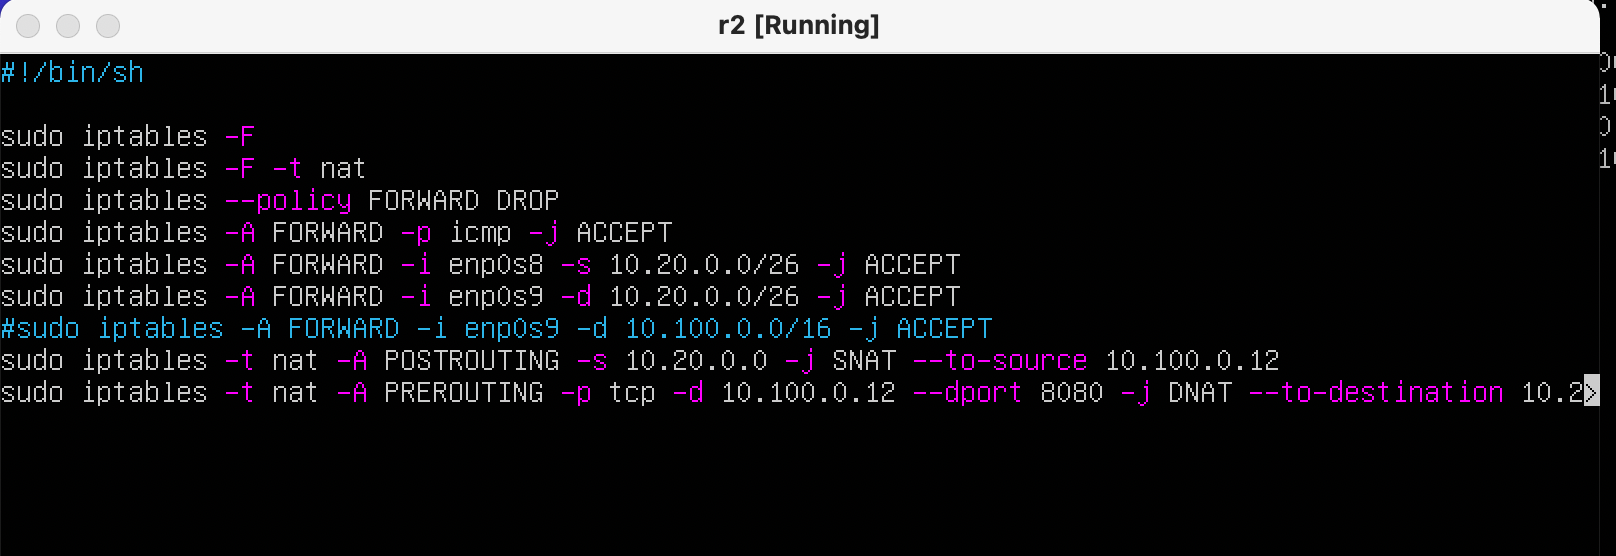 r2 [Running]
#!/bin/sh
sudo iptables -F
sudo iptables -F -t nat
sudo iptables --policy FORWARD DROP
sudo iptables -A FORWARD -p icmp -j ACCEPT
sudo iptables -A FORWARD -i enp0s8 -s 10.20.0.0/26 -j ACCEPT
sudo iptables -A FORWARD -i enp0s9 -d 10.20.0.0/26 -j ACCEPT
#sudo iptables -A FORWARD -i enp0s9 -d 10.100.0.0/16 -j ACCEPT
sudo iptables -t nat -A POSTROUTING -s 10.20.0.0 -j SNAT --to-source 10.100.0.12
sudo iptables -t nat -A PREROUTING -p tcp -d 10.100.0.12 --dport 8080 -j DNAT --to-destination 10.2>